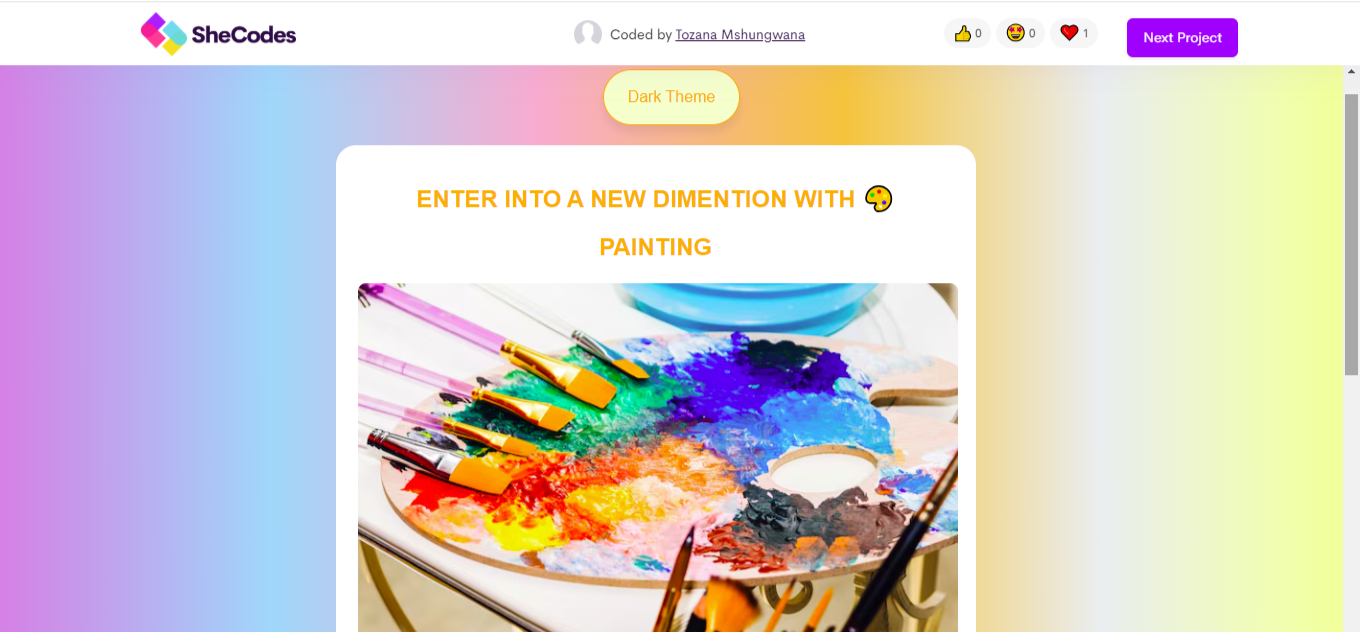 SheCodes
Coded by Tozana Mshungwana
0
0
1
Next Project
Dark Theme
ENTER INTO A NEW DIMENTION WITH 🎨
PAINTING